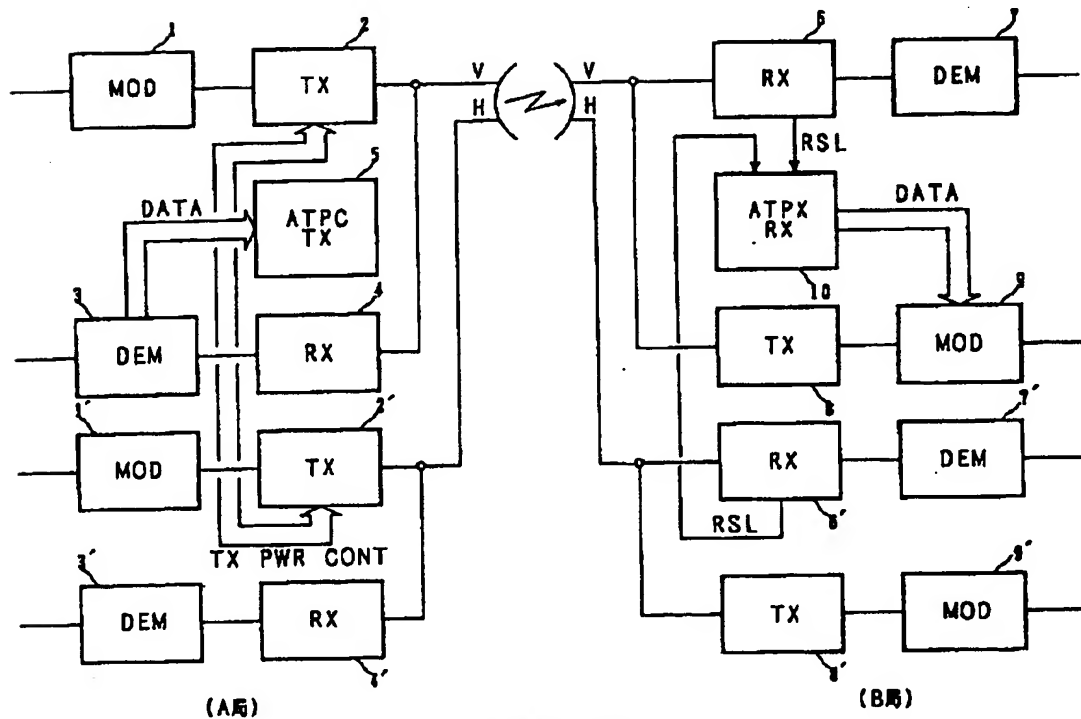 1
MOD
2
TX
V
H
V
H
6
RX
7
DEM
RSL
DATA
5
ATPC
TX
ATPX
RX
10
DATA
3
DEM
4
RX
TX
8
9
MOD
1′
MOD
2′
TX
RX
6′
7′
DEM
RSL
TX PWR CONT
3′
DEM
RX
4′
TX
8′
9′
MOD
(A局)
(B局)